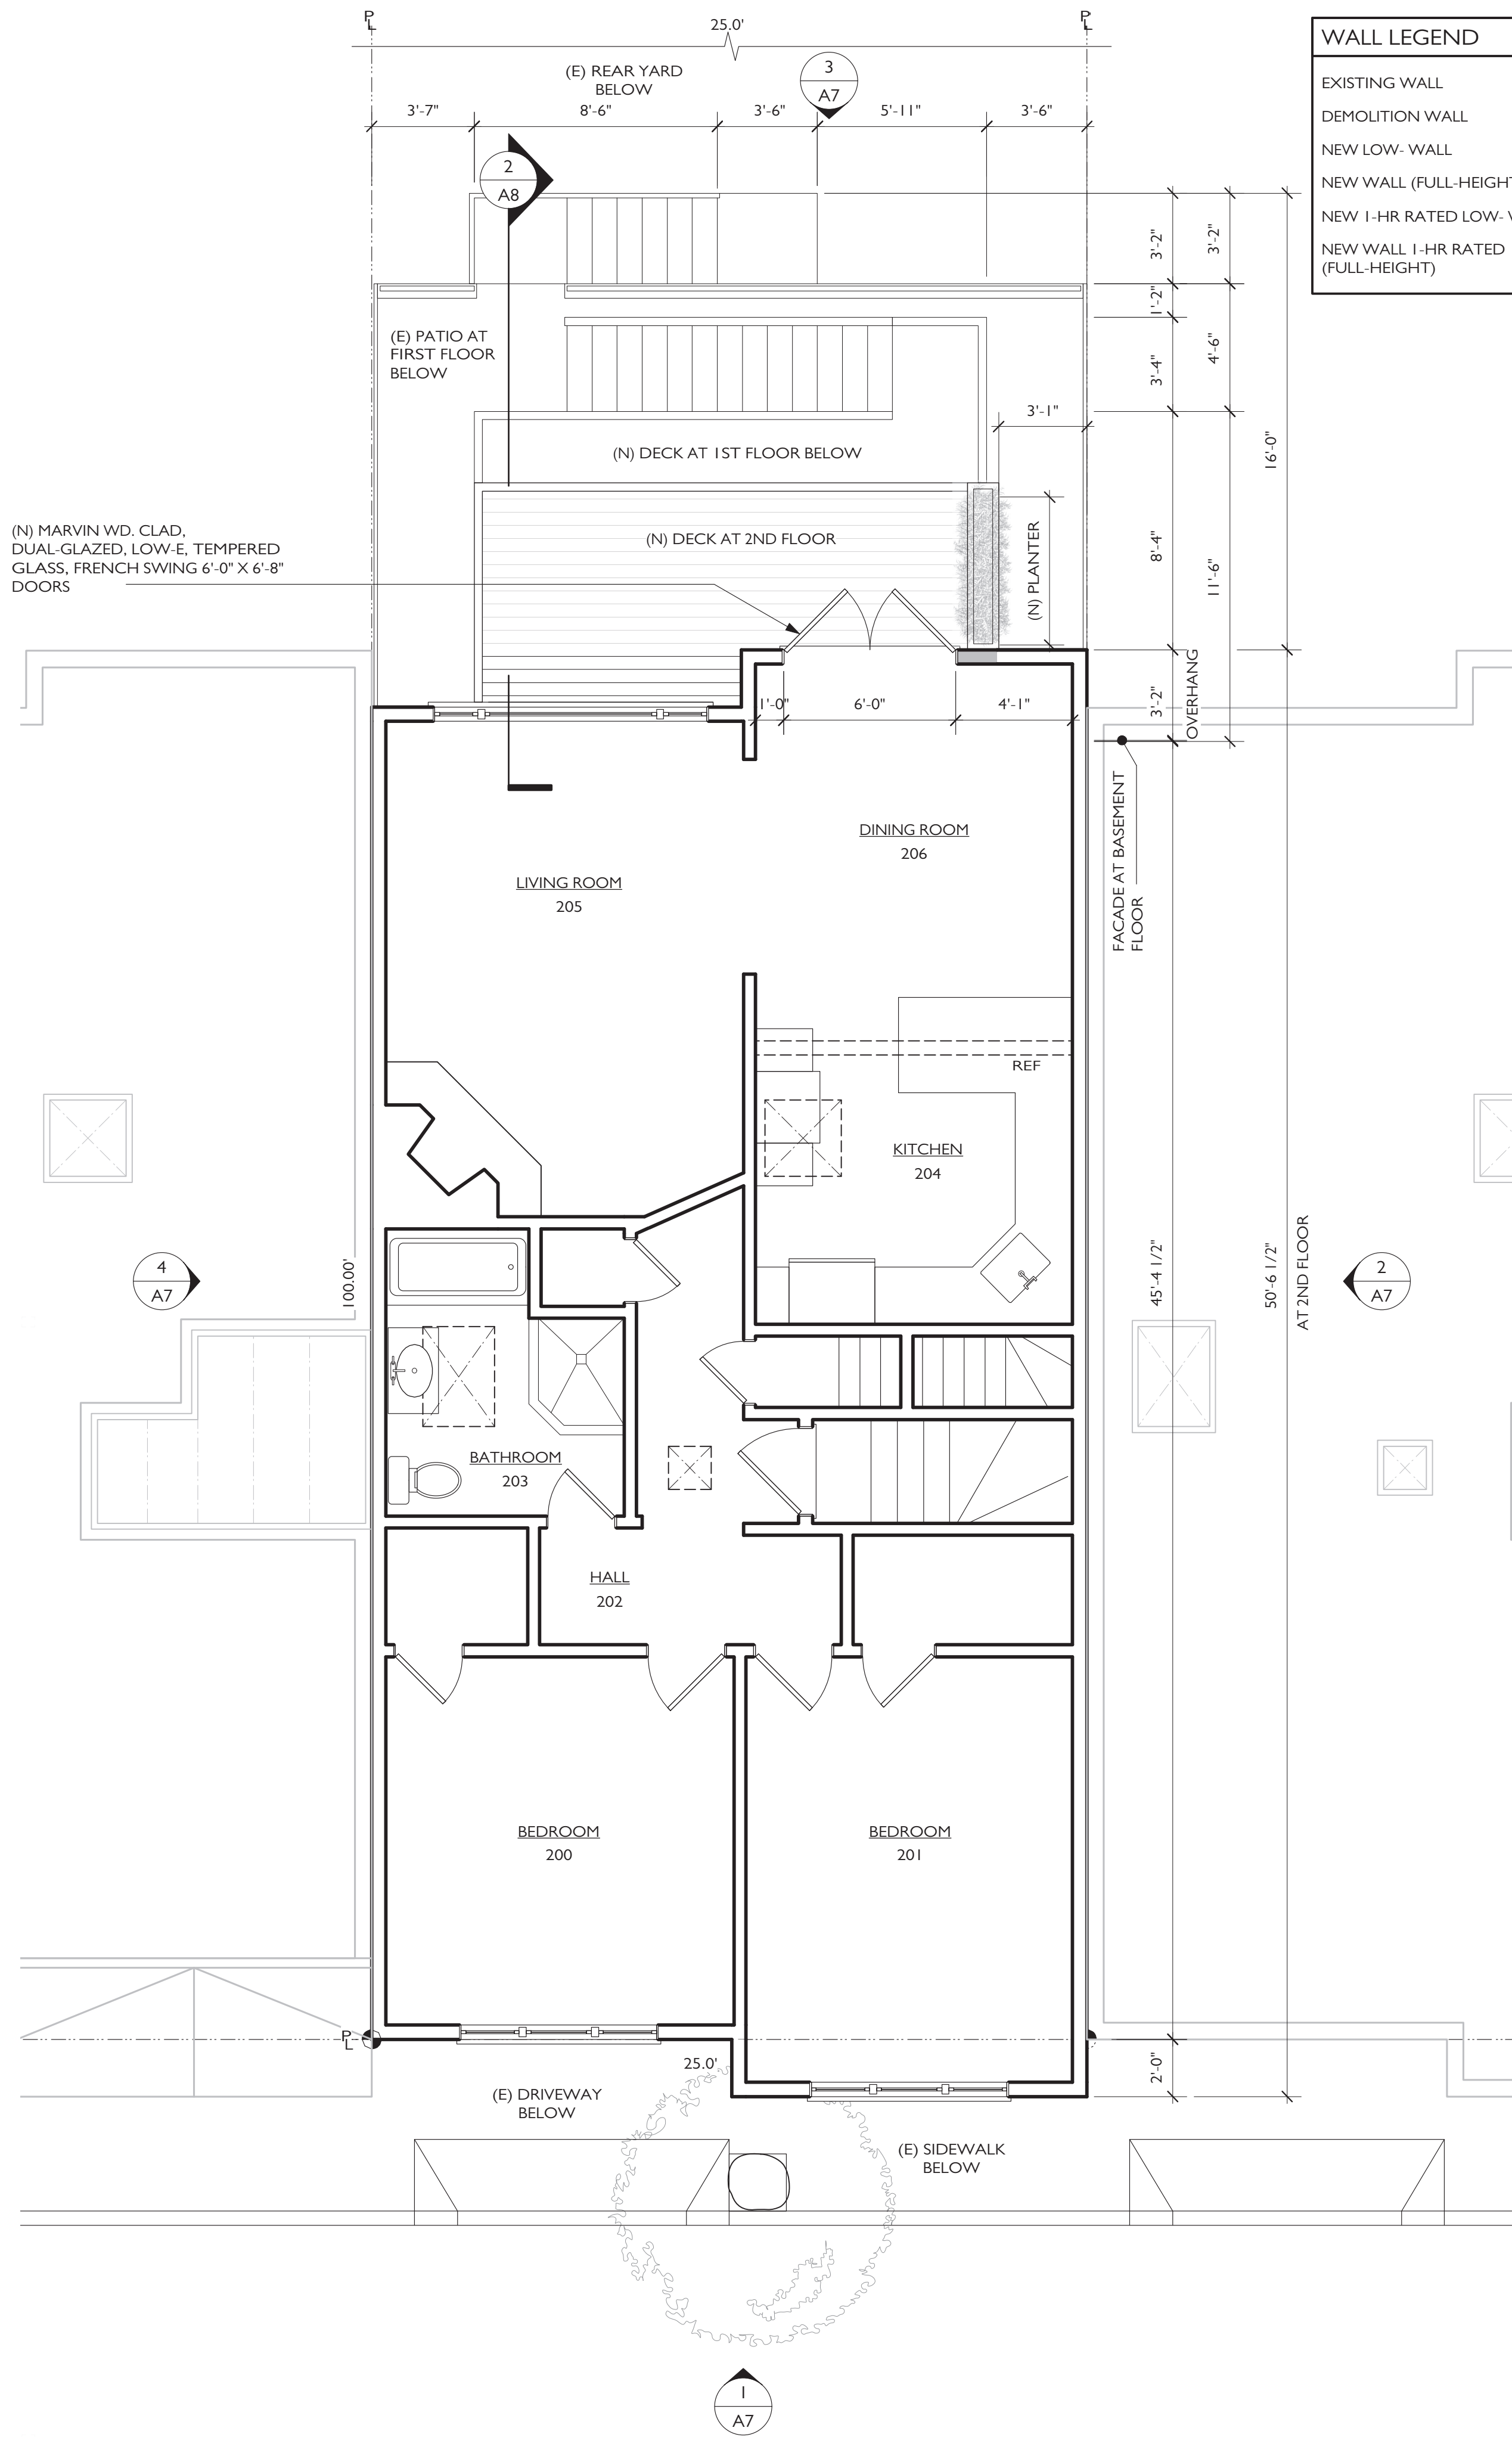 P
L
25.0'
P
L
WALL LEGEND
EXISTING WALL
DEMOLITION WALL
NEW LOW- WALL
NEW WALL (FULL-HEIGHT
NEW 1-HR RATED LOW- W
NEW WALL 1-HR RATED
(FULL-HEIGHT)
(E) REAR YARD
BELOW
3
A7
3'-7"
8'-6"
3'-6"
5'-11"
3'-6"
2
A8
3'-2"
3'-2"
1'-2"
3'-4"
4'-6"
(E) PATIO AT
FIRST FLOOR
BELOW
3'-1"
16'-0"
(N) DECK AT 1ST FLOOR BELOW
(N) MARVIN WD. CLAD,
DUAL-GLAZED, LOW-E, TEMPERED
GLASS, FRENCH SWING 6'-0" X 6'-8"
DOORS
(N) DECK AT 2ND FLOOR
(N) PLANTER
8'-4"
11'-6"
1'-0"
6'-0"
4'-1"
3'-2"
OVERHANG
FACADE AT BASEMENT
FLOOR
DINING ROOM
206
LIVING ROOM
205
REF
KITCHEN
204
4
A7
100.00'
45'-4 1/2"
50'-6 1/2"
AT 2ND FLOOR
2
A7
BATHROOM
203
HALL
202
BEDROOM
200
BEDROOM
201
P
L
25.0'
2'-0"
(E) DRIVEWAY
BELOW
(E) SIDEWALK
BELOW
1
A7